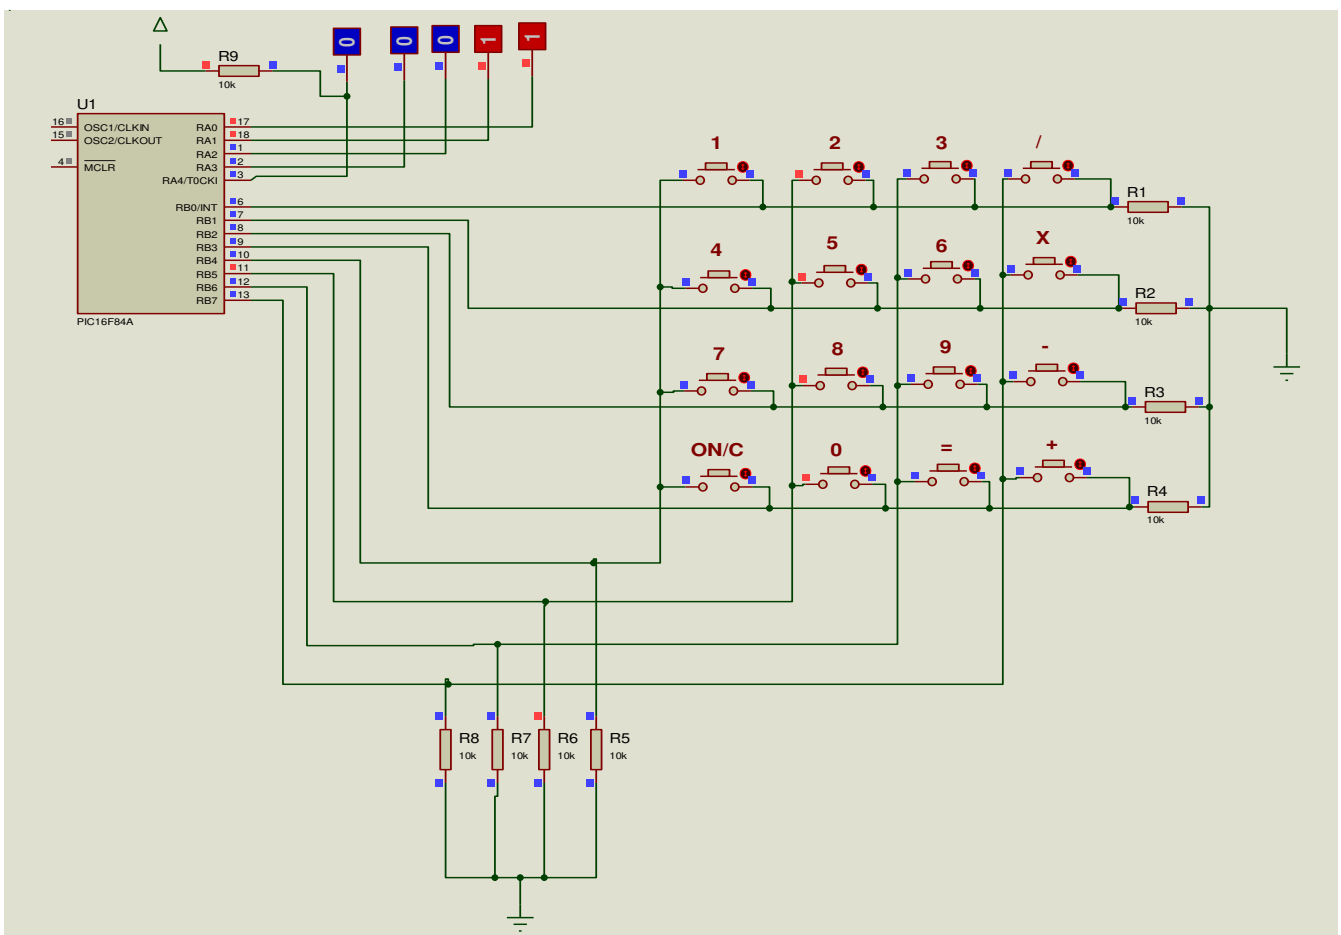 0 0 0 1 1
R9
10k
U1
16 OSC1/CLKIN RA0 17
15 OSC2/CLKOUT RA1 18
RA2 1
4 MCLR RA3 2
RA4/T0CKI 3
RB0/INT 6
RB1 7
RB2 8
RB3 9
RB4 10
RB5 11
RB6 12
RB7 13
PIC16F84A
1 2 3 /
R1
10k
4 5 6 X
R2
10k
7 8 9 -
R3
10k
ON/C 0 = +
R4
10k
R8 R7 R6 R5
10k 10k 10k 10k